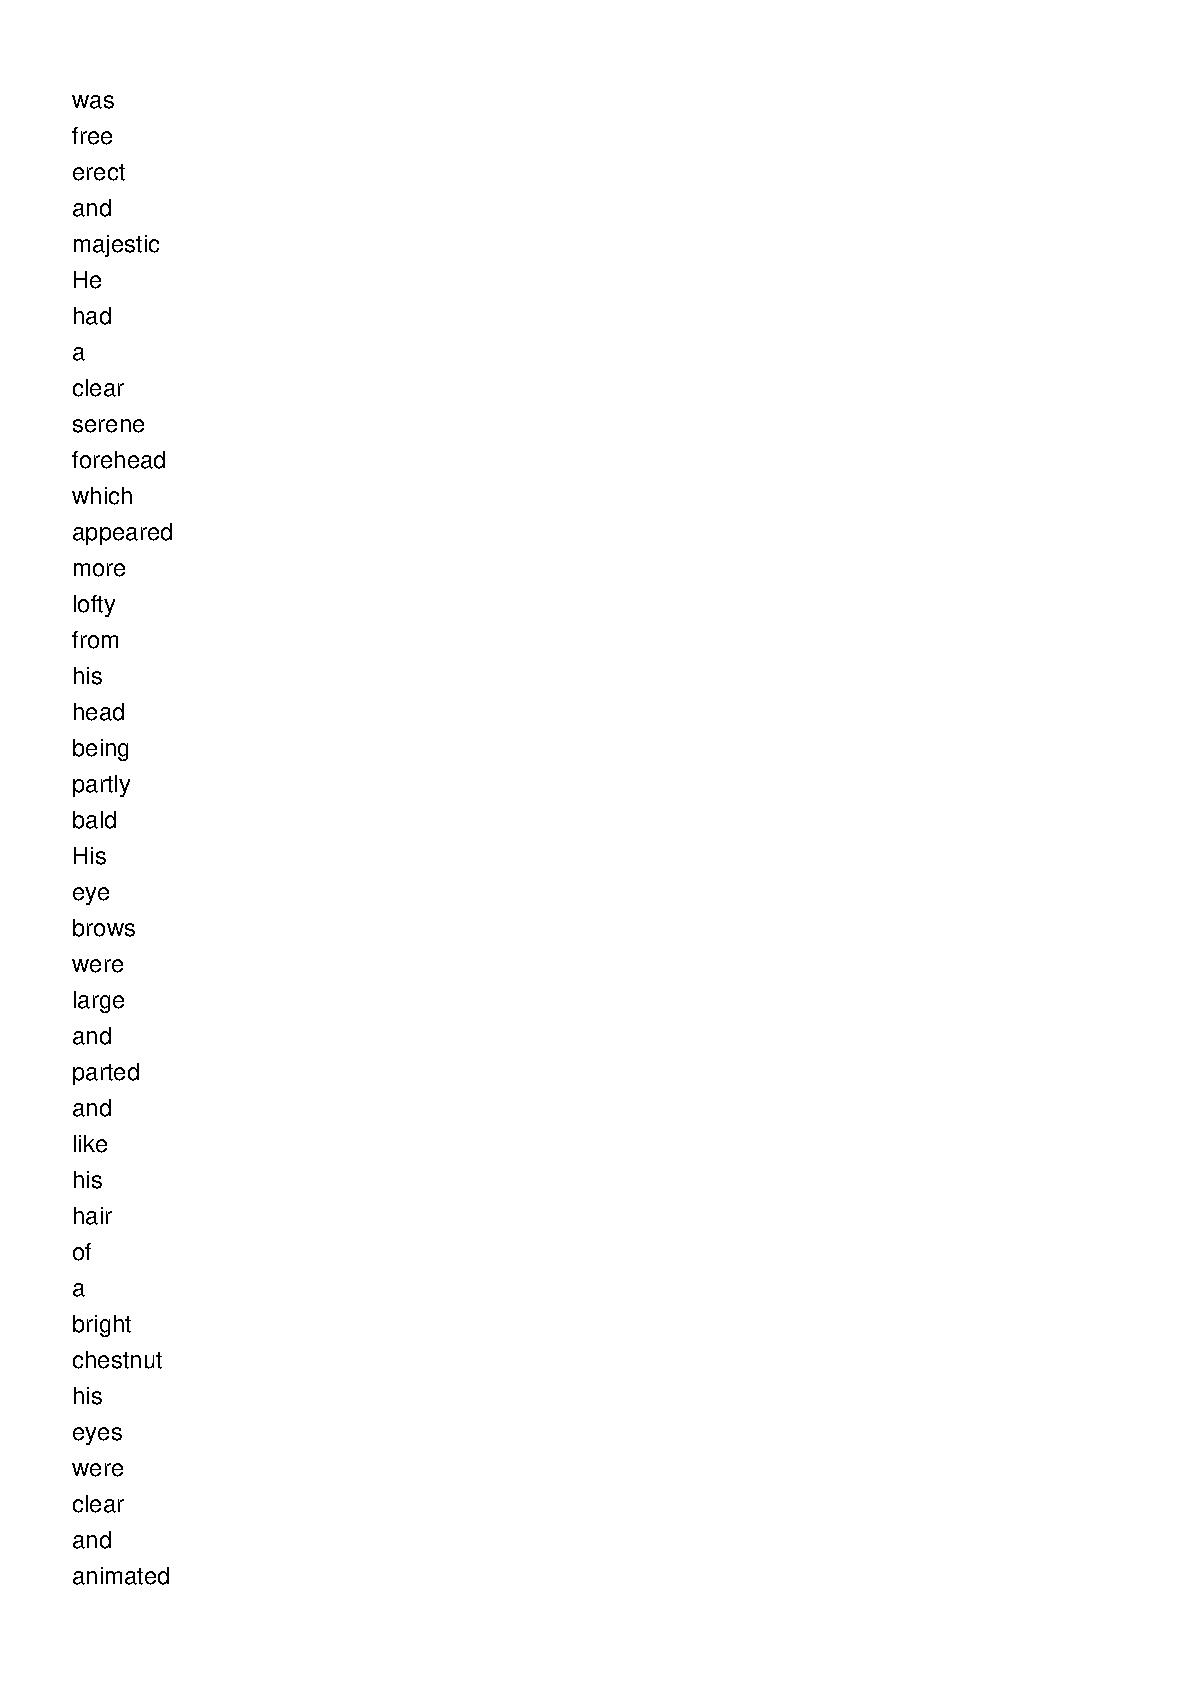 was
free
erect
and
majestic
He
had
a
clear
serene
forehead
which
appeared
more
lofty
from
his
head
being
partly
bald
His
eye
brows
were
large
and
parted
and
like
his
hair
of
a
bright
chestnut
his
eyes
were
clear
and
animated